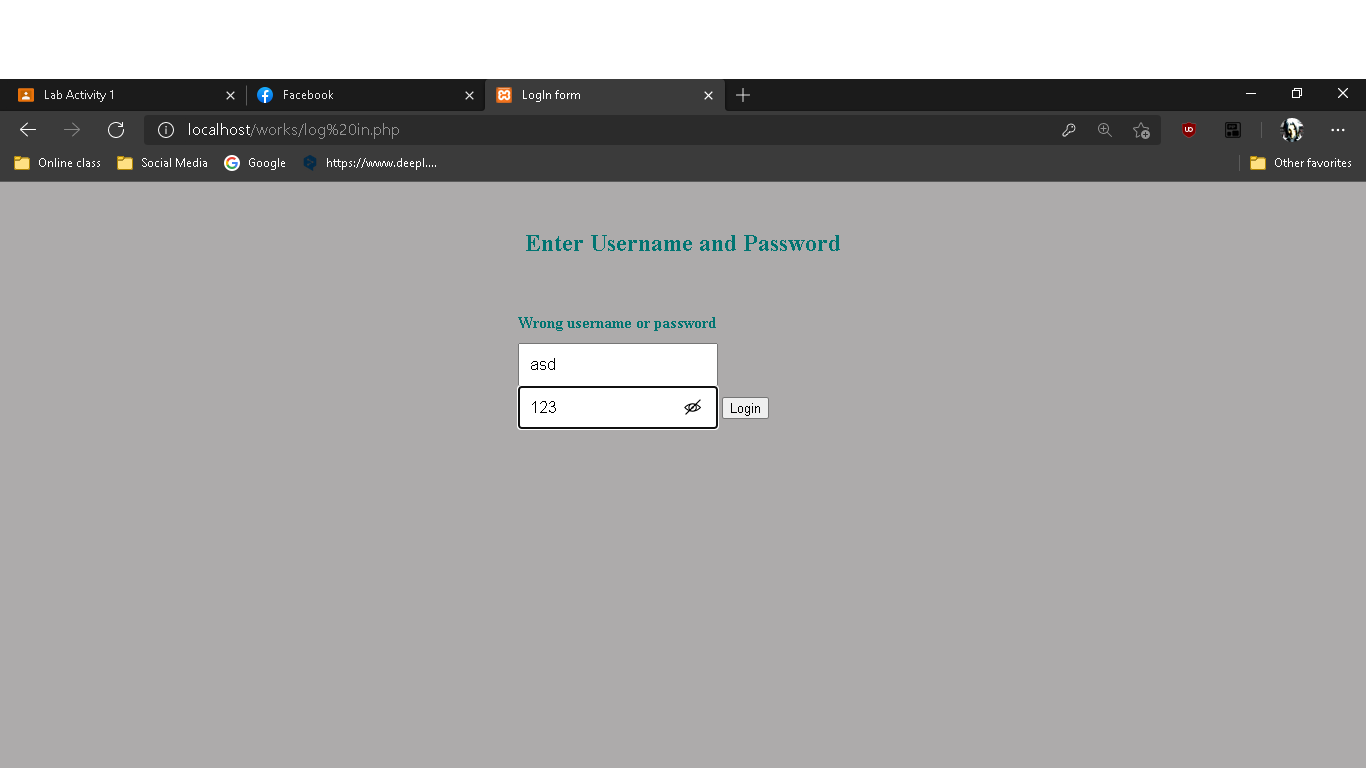 Lab Activity 1 Facebook LogIn form
localhost/works/log%20in.php
Online class Social Media Google https://www.deepl.... Other favorites
Enter Username and Password
Wrong username or password
asd
123 Login